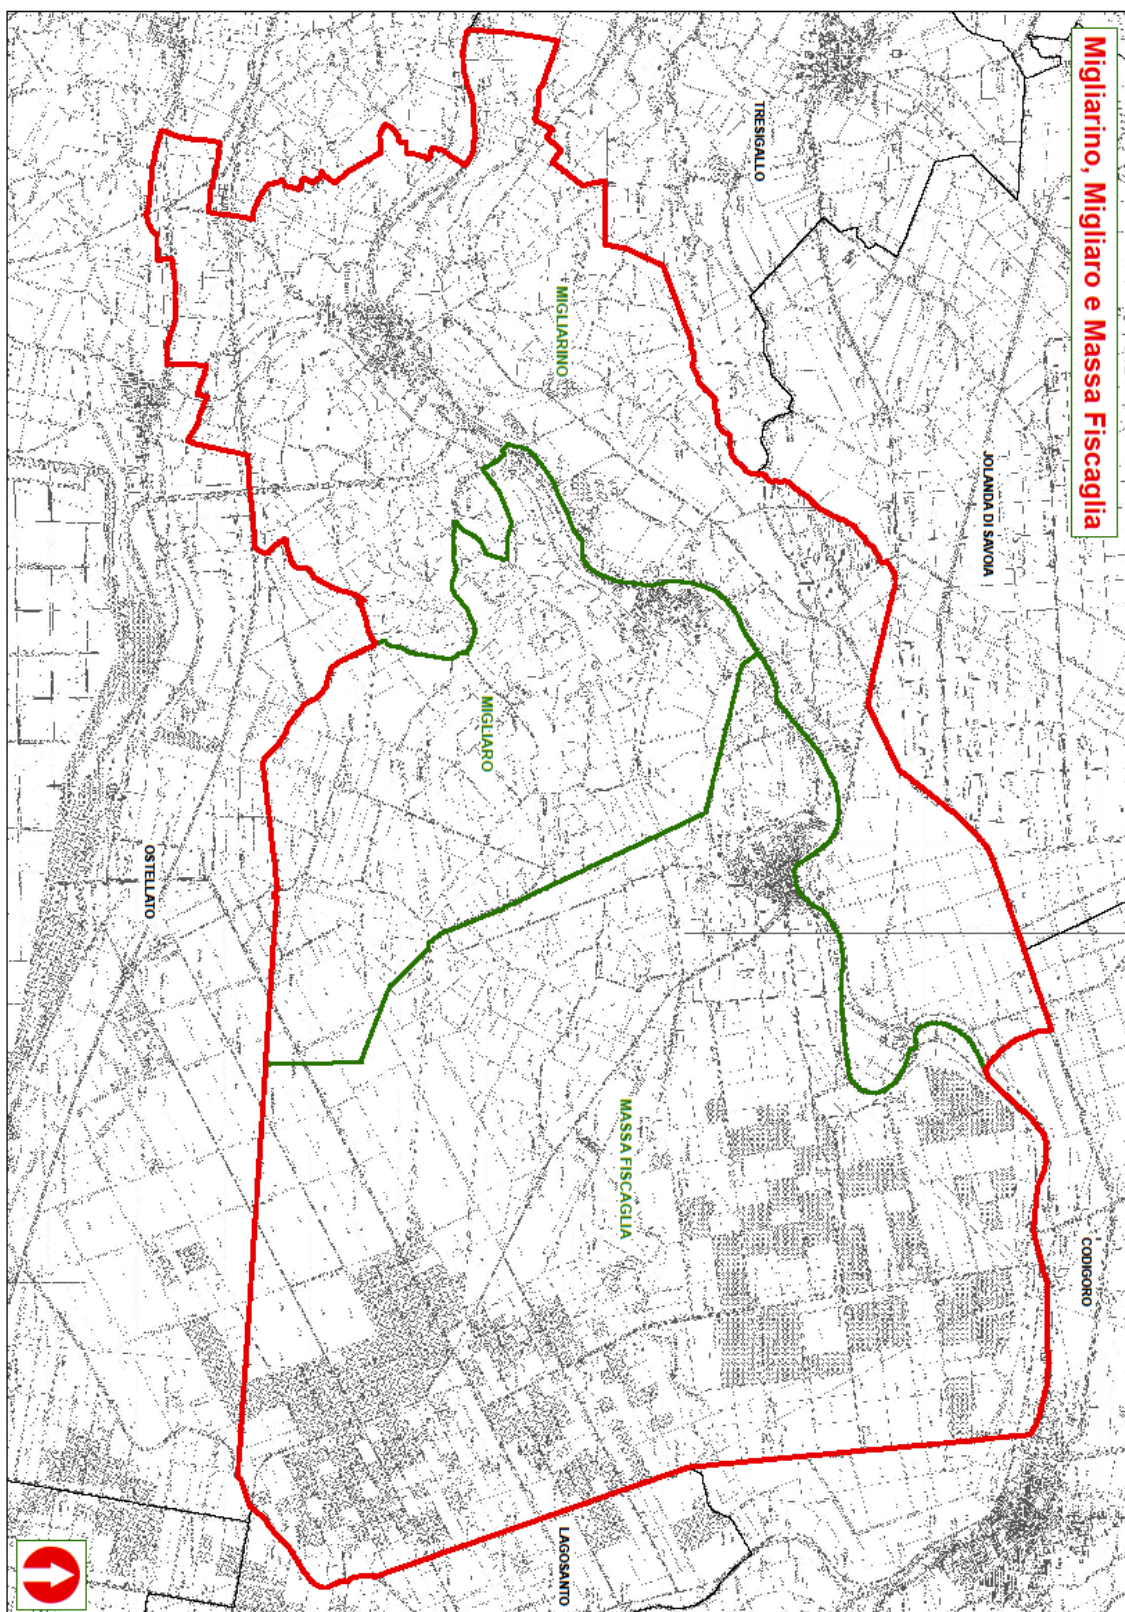 Migliarino, Migliaro e Massa Fiscaglia
TRESIGALLO
JOLANDA DI SAVOIA
CODIGORO
MIGLIARINO
MIGLIARO
MASSA FISCAGLIA
OSTELLATO
LAGOSANTO